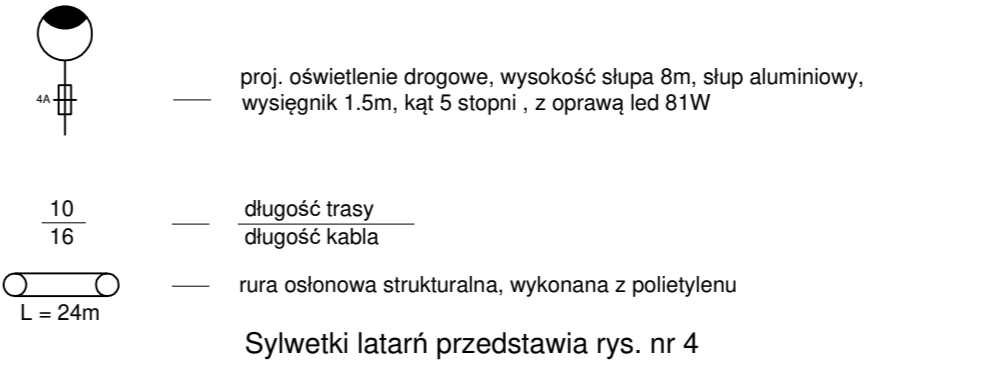 4A
proj. oświetlenie drogowe, wysokość słupa 8m, słup aluminiowy,
wysięgnik 1.5m, kąt 5 stopni , z oprawą led 81W
10
16
długość trasy
długość kabla
rura osłonowa strukturalna, wykonana z polietylenu
L = 24m
Sylwetki latarń przedstawia rys. nr 4